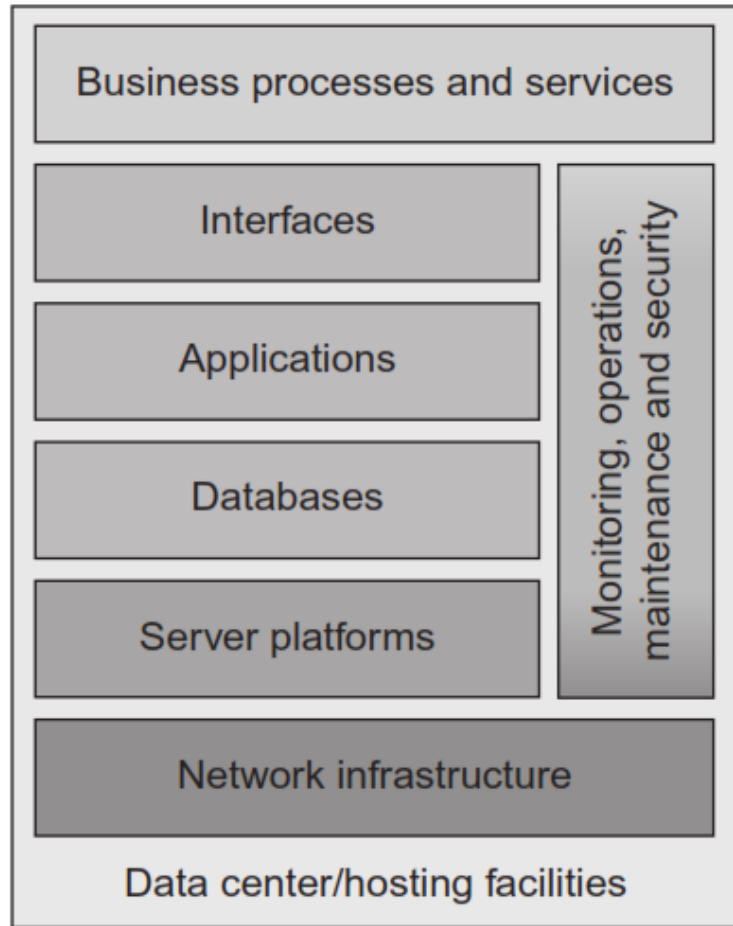 Business processes and services
Interfaces
Applications
Databases
Server platforms
Monitoring, operations,
maintenance and security
Network infrastructure
Data center/hosting facilities